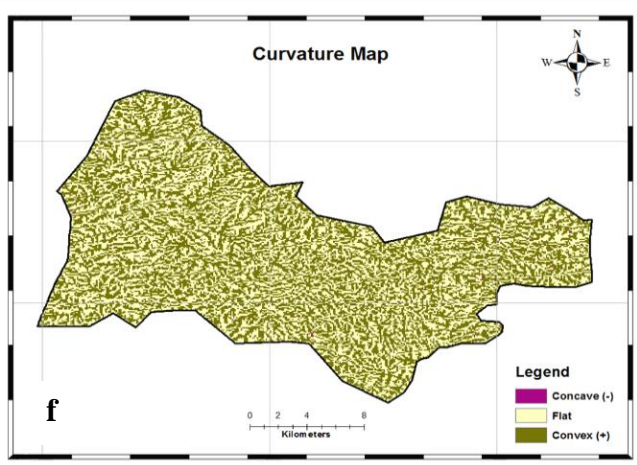 Curvature Map
N
W E
S
Legend
Concave (-)
Flat
Convex (+)
f
0 2 4 8
Kilometers